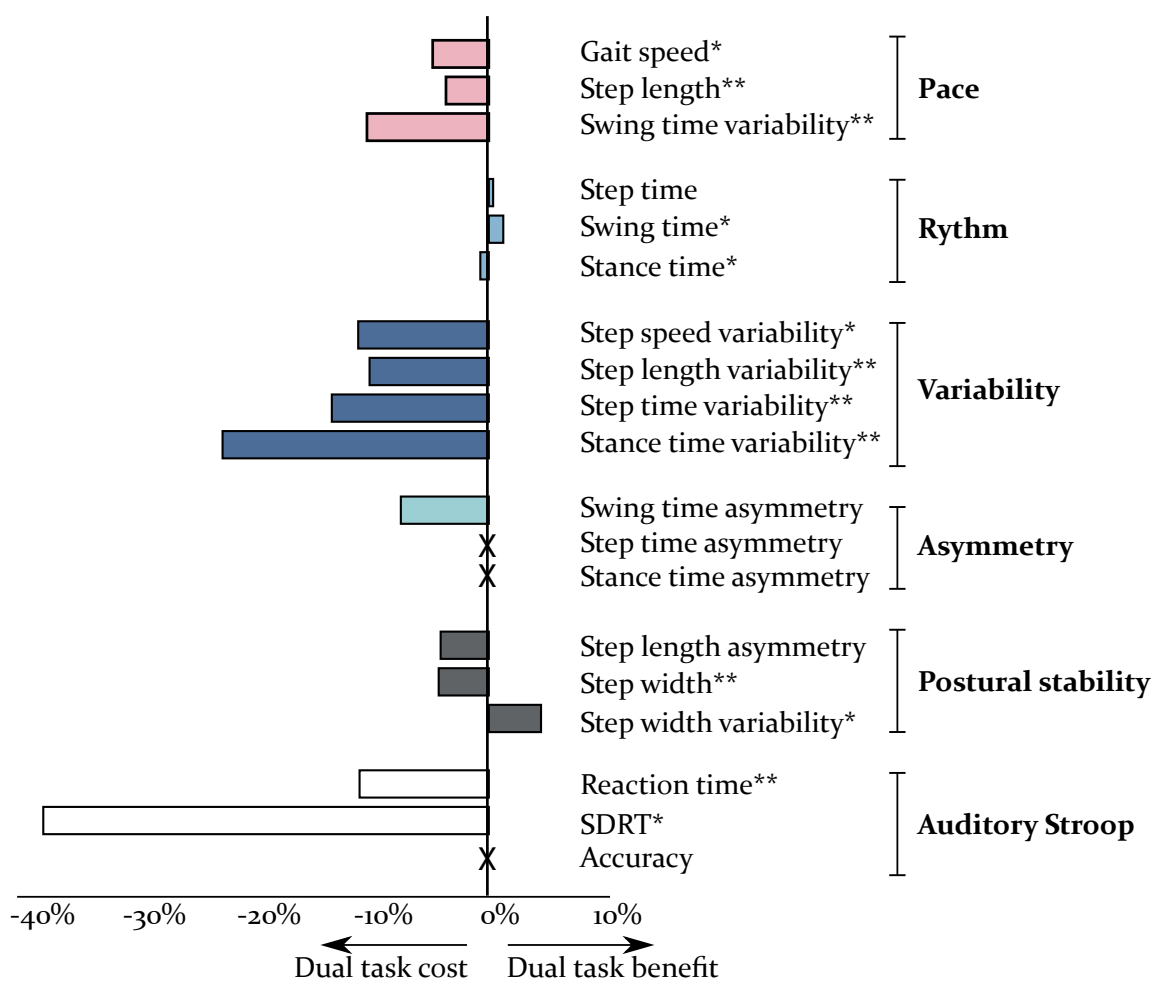 Gait speed*
Step length**
Swing time variability**
Pace
Step time
Swing time*
Stance time*
Rythm
Step speed variability*
Step length variability**
Step time variability**
Stance time variability**
Variability
Swing time asymmetry
X Step time asymmetry
X Stance time asymmetry
Asymmetry
Step length asymmetry
Step width**
Step width variability*
Postural stability
Reaction time**
SDRT*
X Accuracy
Auditory Stroop
-40% -30% -20% -10% 0% 10%
Dual task cost Dual task benefit